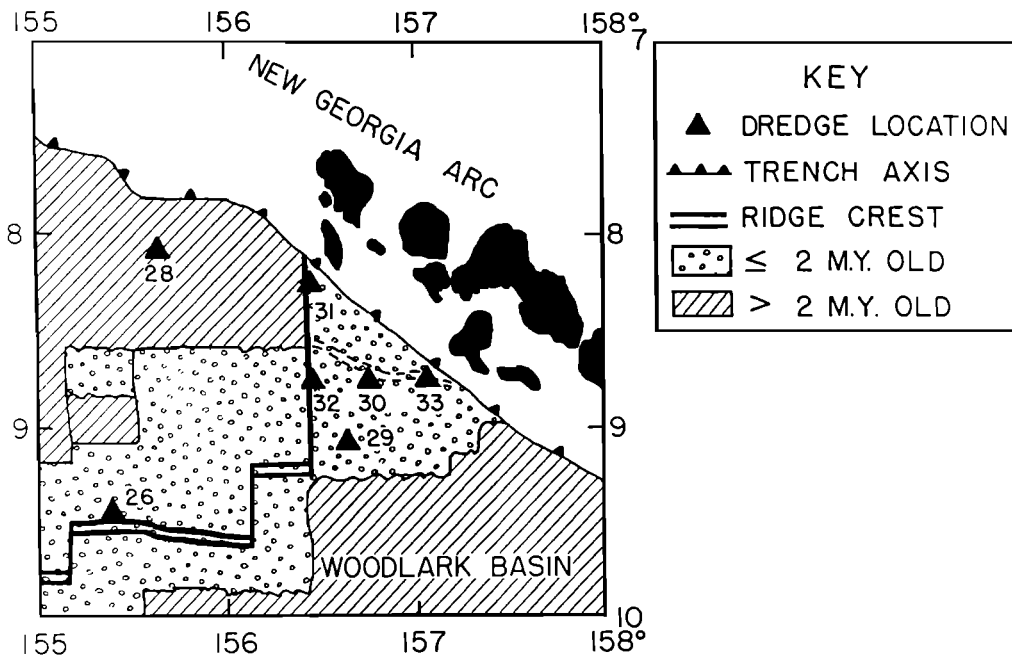 155 156 157 158° 7
NEW GEORGIA ARC
8 8
28
31
32 30 33
9 9
29
26
WOODLARK BASIN
10
155 156 157 158°
KEY
DREDGE LOCATION
TRENCH AXIS
RIDGE CREST
≤ 2 M.Y. OLD
> 2 M.Y. OLD